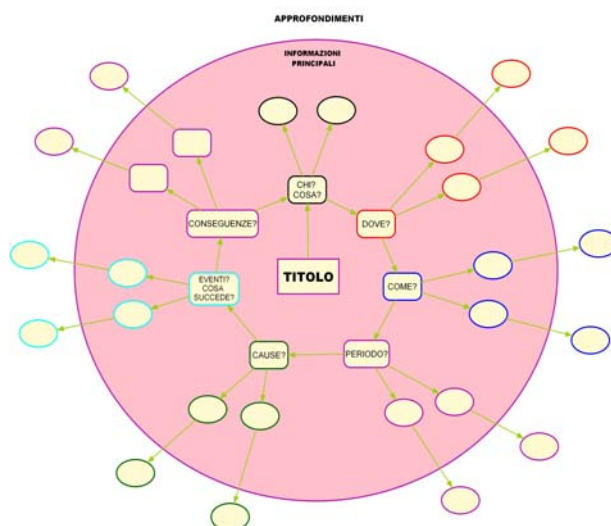 APPROFONDIMENTI
INFORMAZIONI
PRINCIPALI
CHI?
COSA?
CONSEGUENZE?
DOVE?
TITOLO
EVENTI?
COSA
SUCCEDE?
COME?
CAUSE?
PERIODO?